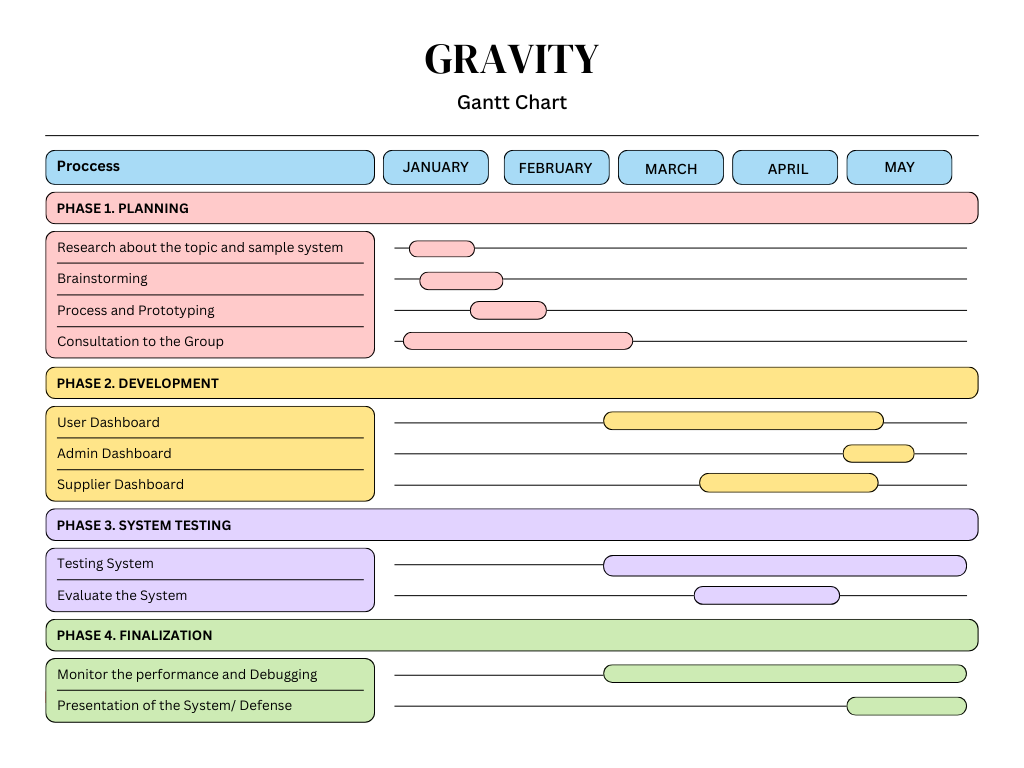 GRAVITY
Gantt Chart
Proccess JANUARY FEBRUARY MARCH APRIL MAY
PHASE 1. PLANNING
Research about the topic and sample system
Brainstorming
Process and Prototyping
Consultation to the Group
PHASE 2. DEVELOPMENT
User Dashboard
Admin Dashboard
Supplier Dashboard
PHASE 3. SYSTEM TESTING
Testing System
Evaluate the System
PHASE 4. FINALIZATION
Monitor the performance and Debugging
Presentation of the System/ Defense